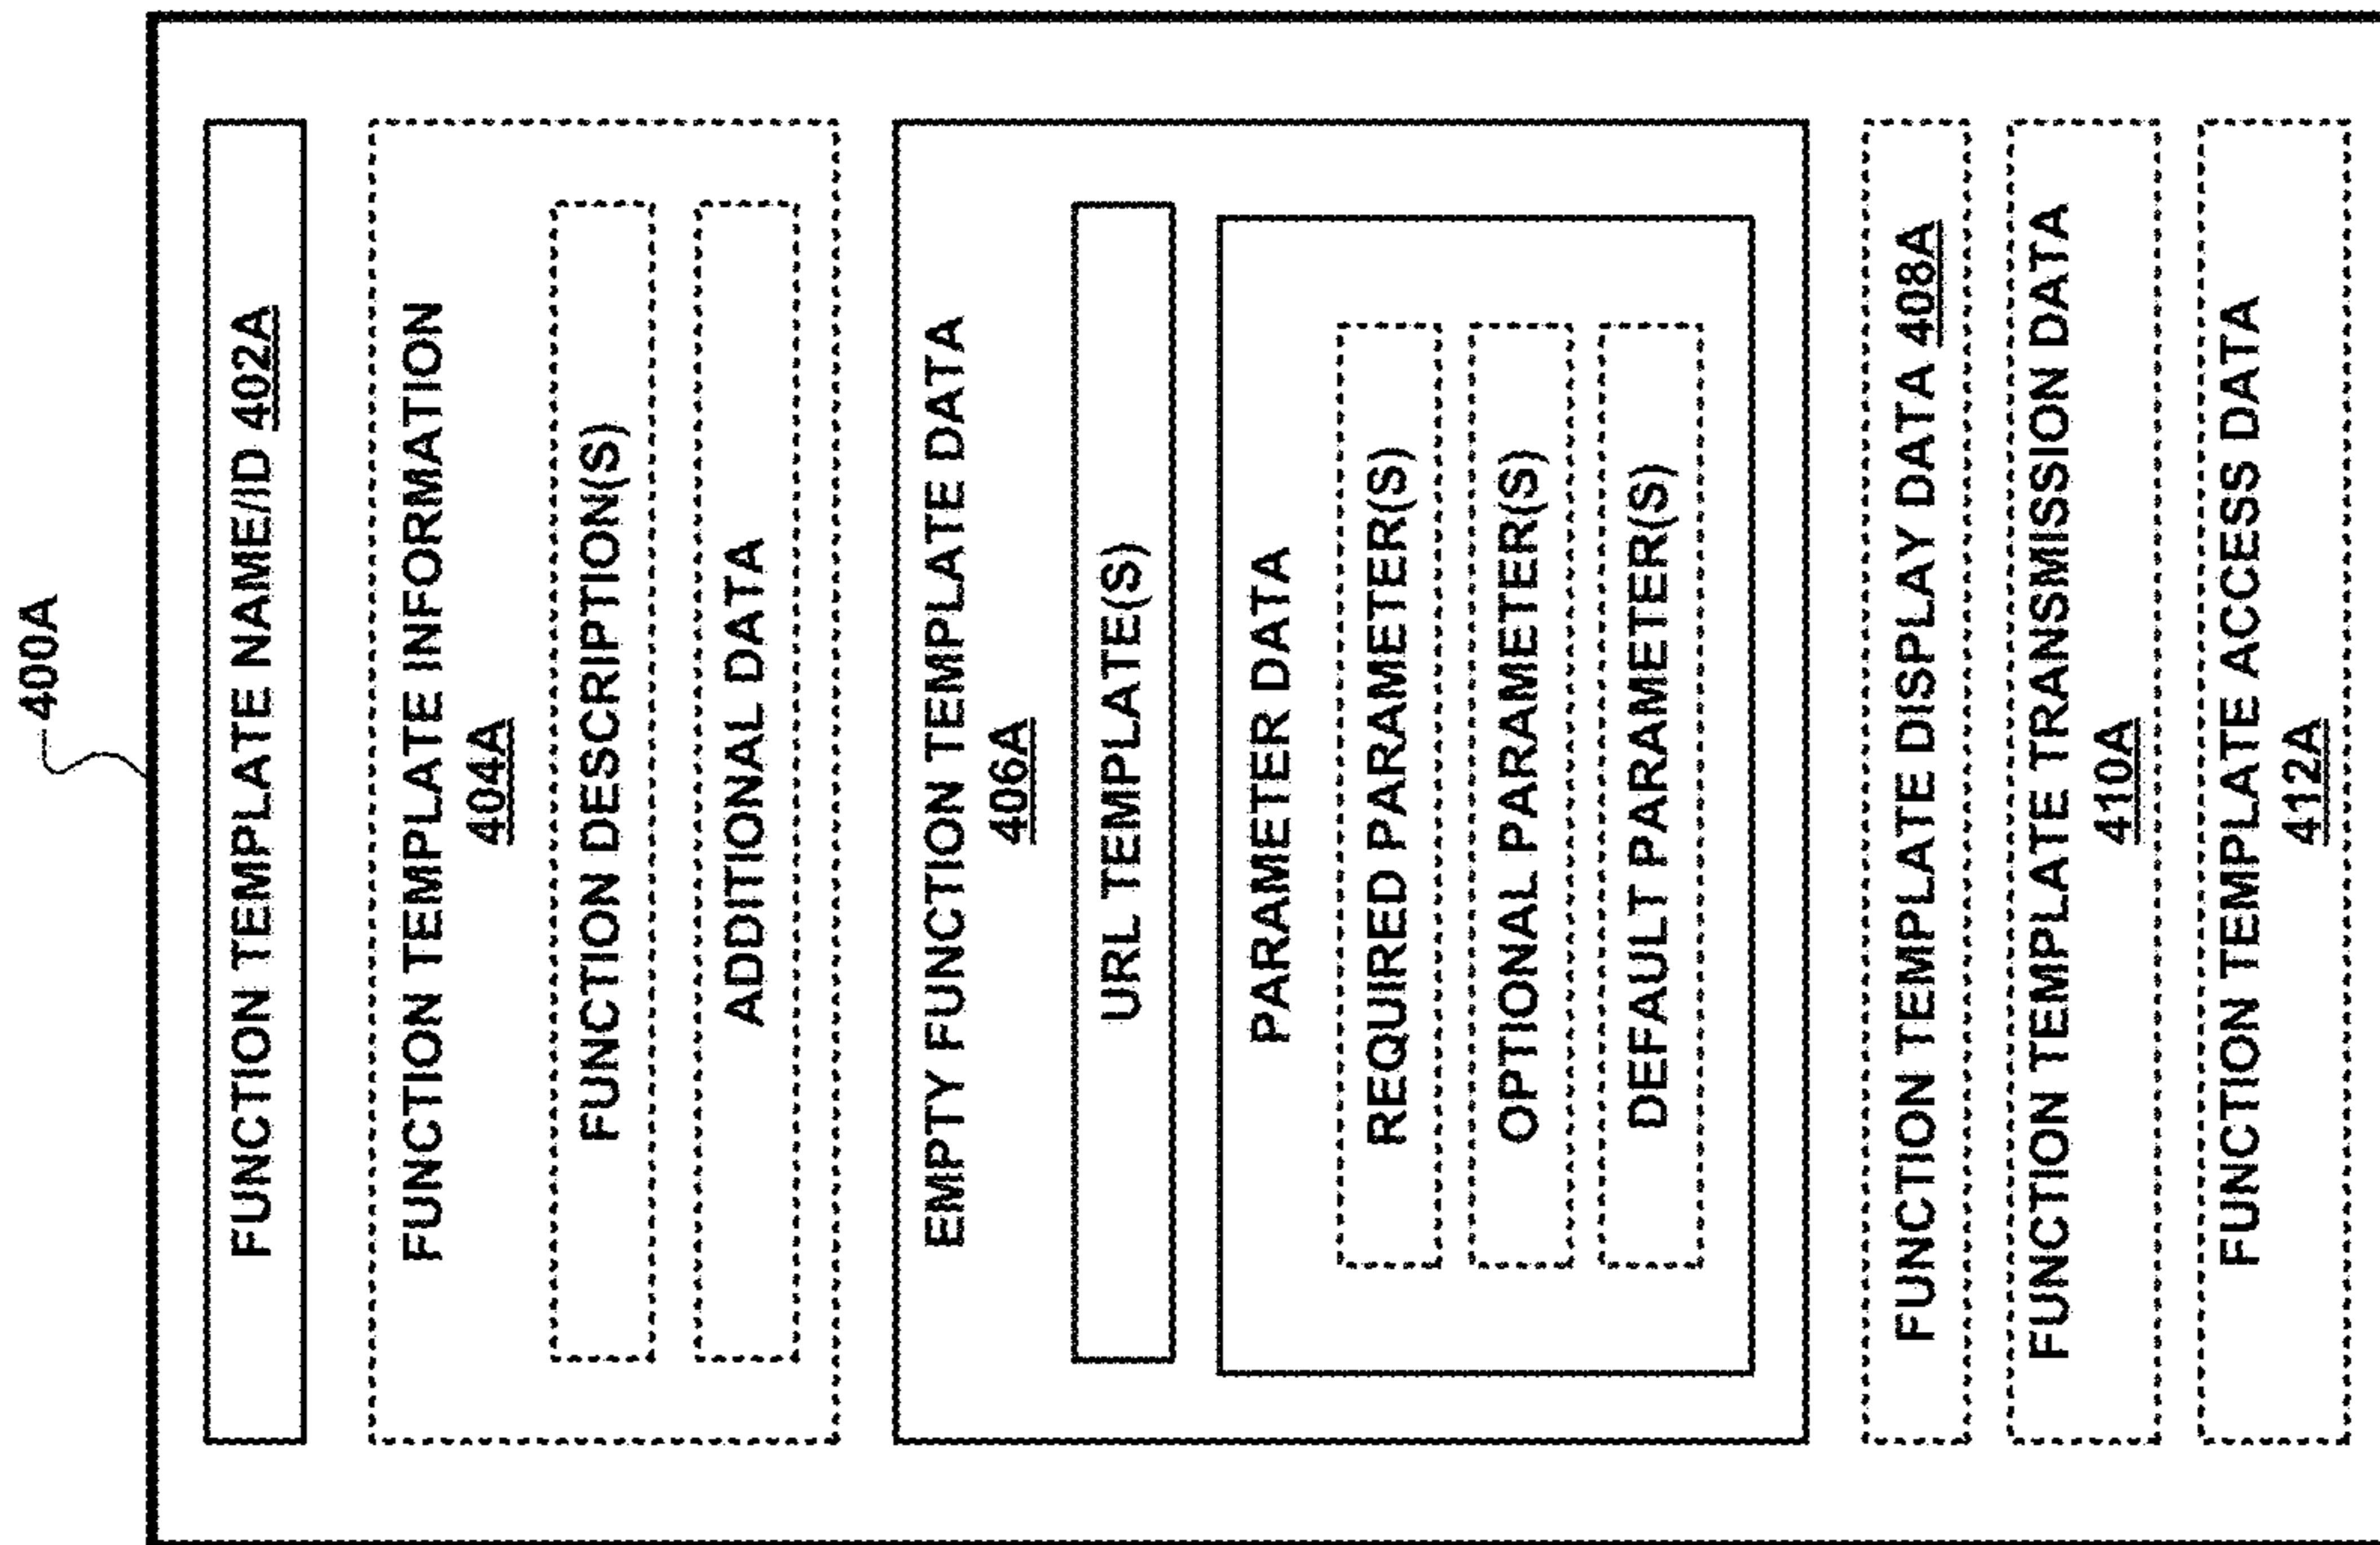 400A
FUNCTION TEMPLATE NAME/ID 402A
FUNCTION TEMPLATE INFORMATION
404A
FUNCTION DESCRIPTION(S)
ADDITIONAL DATA
EMPTY FUNCTION TEMPLATE DATA
406A
URL TEMPLATE(S)
PARAMETER DATA
REQUIRED PARAMETER(S)
OPTIONAL PARAMETER(S)
DEFAULT PARAMETER(S)
FUNCTION TEMPLATE DISPLAY DATA 408A
FUNCTION TEMPLATE TRANSMISSION DATA
410A
FUNCTION TEMPLATE ACCESS DATA
412A